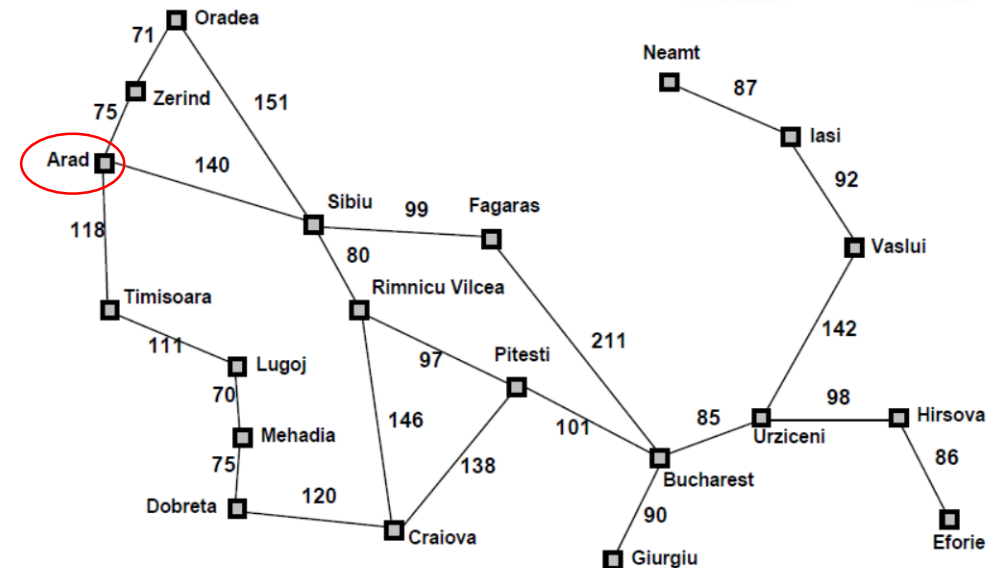 Oradea
71
Neamt
87
Zerind
151
75
Iasi
Arad
140
92
Sibiu
99
Fagaras
118
80
Vaslui
Rimnicu Vilcea
Timisoara
142
211
111
97
Pitesti
Lugoj
70
98
Hirsova
146
101
85
Urziceni
Mehadia
75
138
86
Bucharest
120
Dobreta
90
Craiova
Eforie
Giurgiu